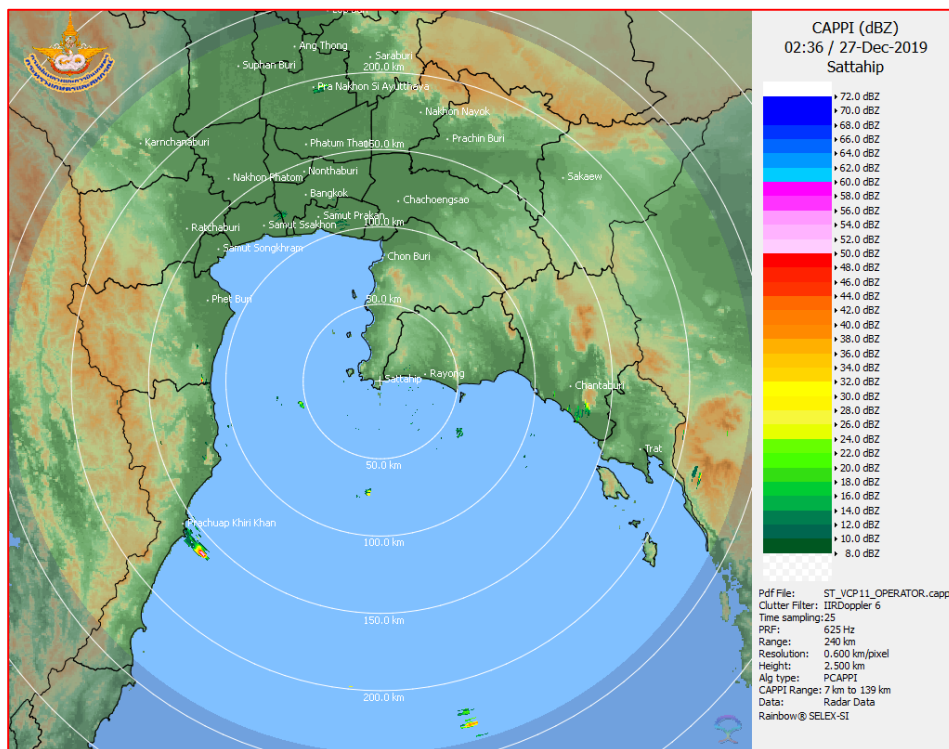 CAPPI (dBZ)
02:36 / 27-Dec-2019
Sattahip
72.0 dBZ
70.0 dBZ
68.0 dBZ
66.0 dBZ
64.0 dBZ
62.0 dBZ
60.0 dBZ
58.0 dBZ
56.0 dBZ
54.0 dBZ
52.0 dBZ
50.0 dBZ
48.0 dBZ
46.0 dBZ
44.0 dBZ
42.0 dBZ
40.0 dBZ
38.0 dBZ
36.0 dBZ
34.0 dBZ
32.0 dBZ
30.0 dBZ
28.0 dBZ
26.0 dBZ
24.0 dBZ
22.0 dBZ
20.0 dBZ
18.0 dBZ
16.0 dBZ
14.0 dBZ
12.0 dBZ
10.0 dBZ
8.0 dBZ
Pdf File: ST_VCP11_OPERATOR.capp
Clutter Filter: IIRDoppler 6
Time sampling:25
PRF: 625 Hz
Range: 240 km
Resolution: 0.600 km/pixel
Height: 2.500 km
Alg type: PCAPPI
CAPPI Range: 7 km to 139 km
Data: Radar Data
Rainbow® SELEX-SI
Ang Thong
Saraburi
Suphan Buri
200.0 km
Pra Nakhon Si Ayutthaya
Nakhon Nayok
Karnchanaburi
Phatum Than
50.0 km
Prachin Buri
Nonthaburi
Nakhon Phatom
Sakaew
Bangkok
Chachoengsao
Samut Prakan
Ratchaburi
Samut Ssakhon
100.0 km
Samut Songkhram
Chon Buri
Phet Buri
50.0 km
Sattahip
Rayong
Chantaburi
Trat
50.0 km
Prachuap Khiri Khan
100.0 km
150.0 km
200.0 km